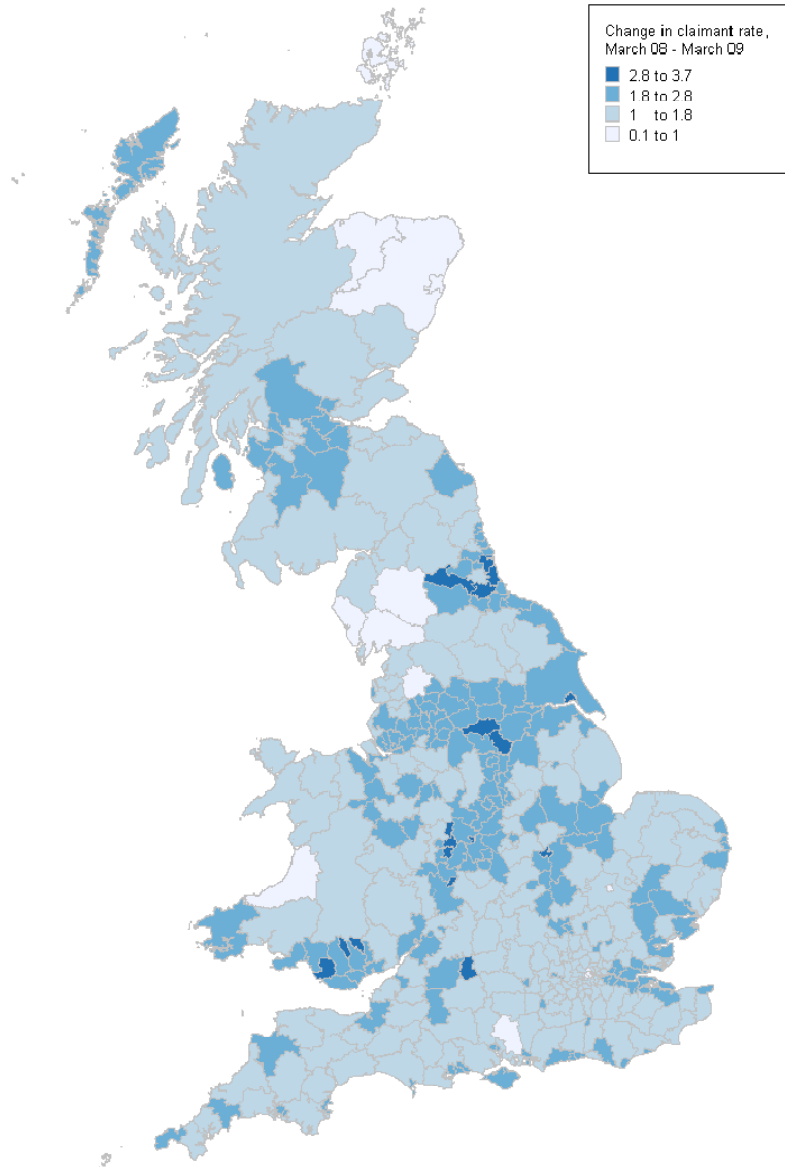 Change in claimant rate,
March 08 - March 09
2.8 to 3.7
1.8 to 2.8
1 to 1.8
0.1 to 1